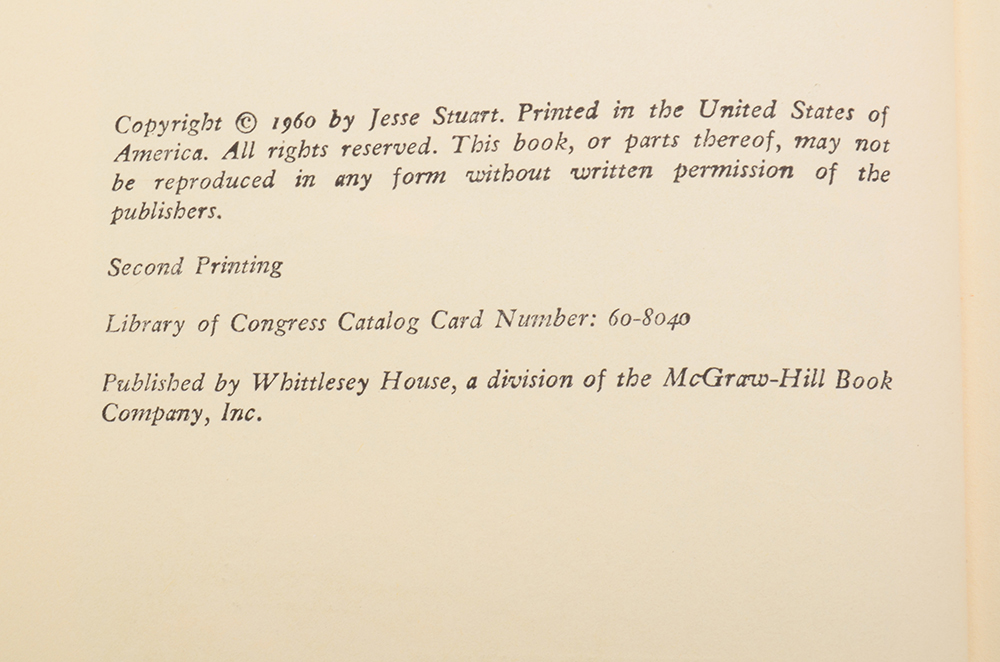 Copyright © 1960 by Jesse Stuart. Printed in the United States of
America. All rights reserved. This book, or parts thereof, may not
be reproduced in any form without written permission of the
publishers.
Second Printing
Library of Congress Catalog Card Number: 60-8040
Published by Whittlesey House, a division of the McGraw-Hill Book
Company, Inc.